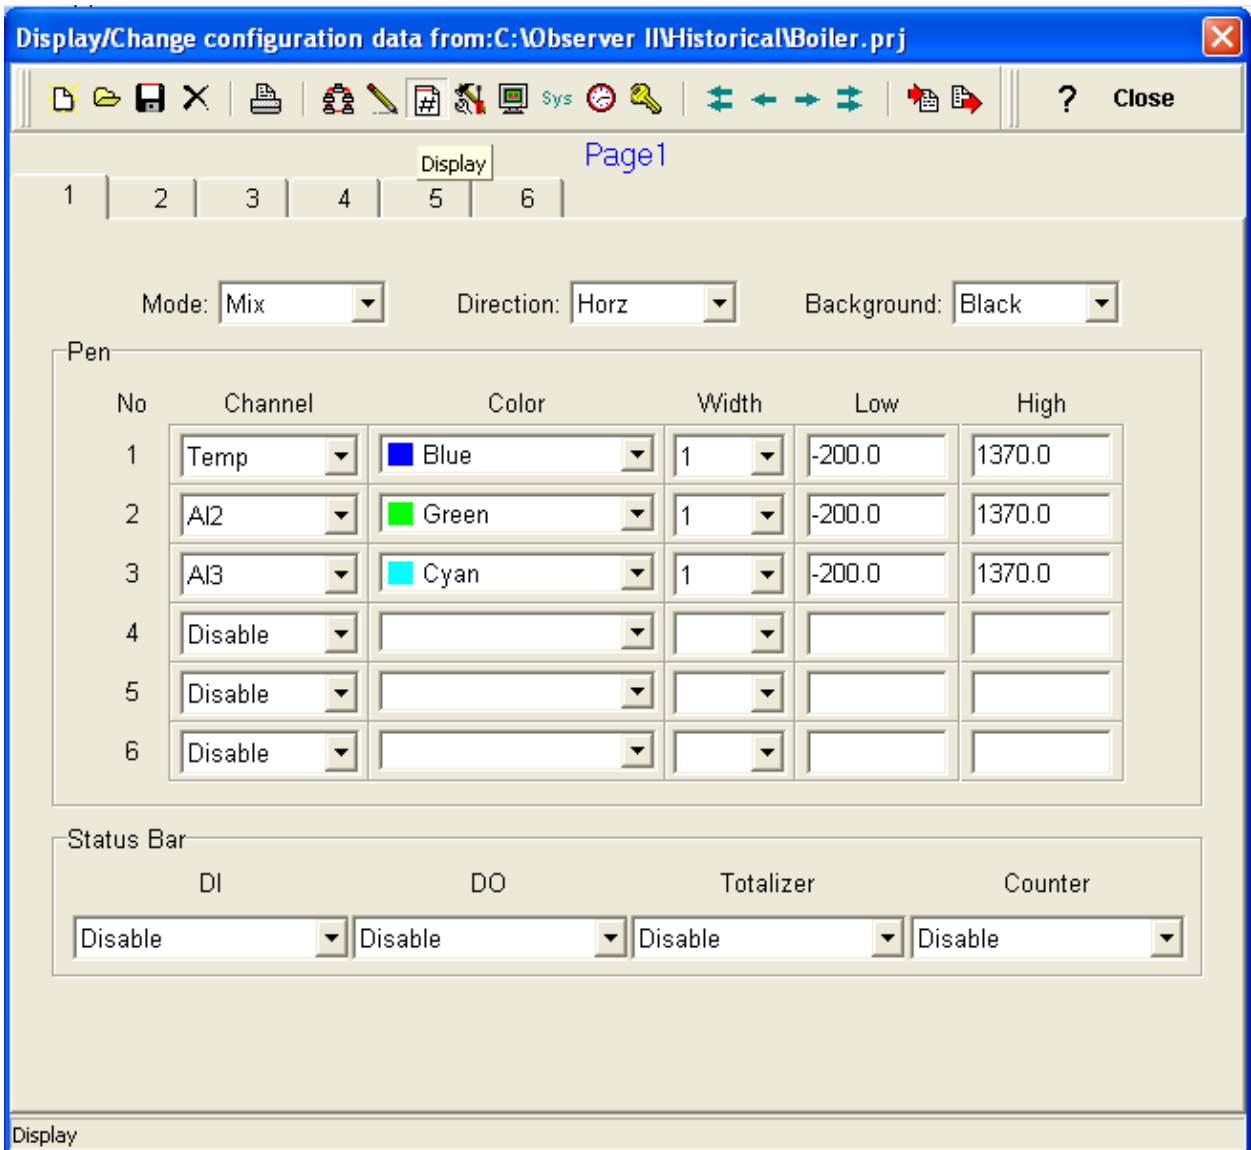 Display/Change configuration data from:C:\Observer II\Historical\Boiler.prj
Sys ? Close
Page1
Display
1 2 3 4 5 6
Mode: Mix Direction: Horz Background: Black
Pen
No Channel Color Width Low High
1 Temp Blue 1 -200.0 1370.0
2 AI2 Green 1 -200.0 1370.0
3 AI3 Cyan 1 -200.0 1370.0
4 Disable
5 Disable
6 Disable
Status Bar
DI DO Totalizer Counter
Disable Disable Disable Disable
Display